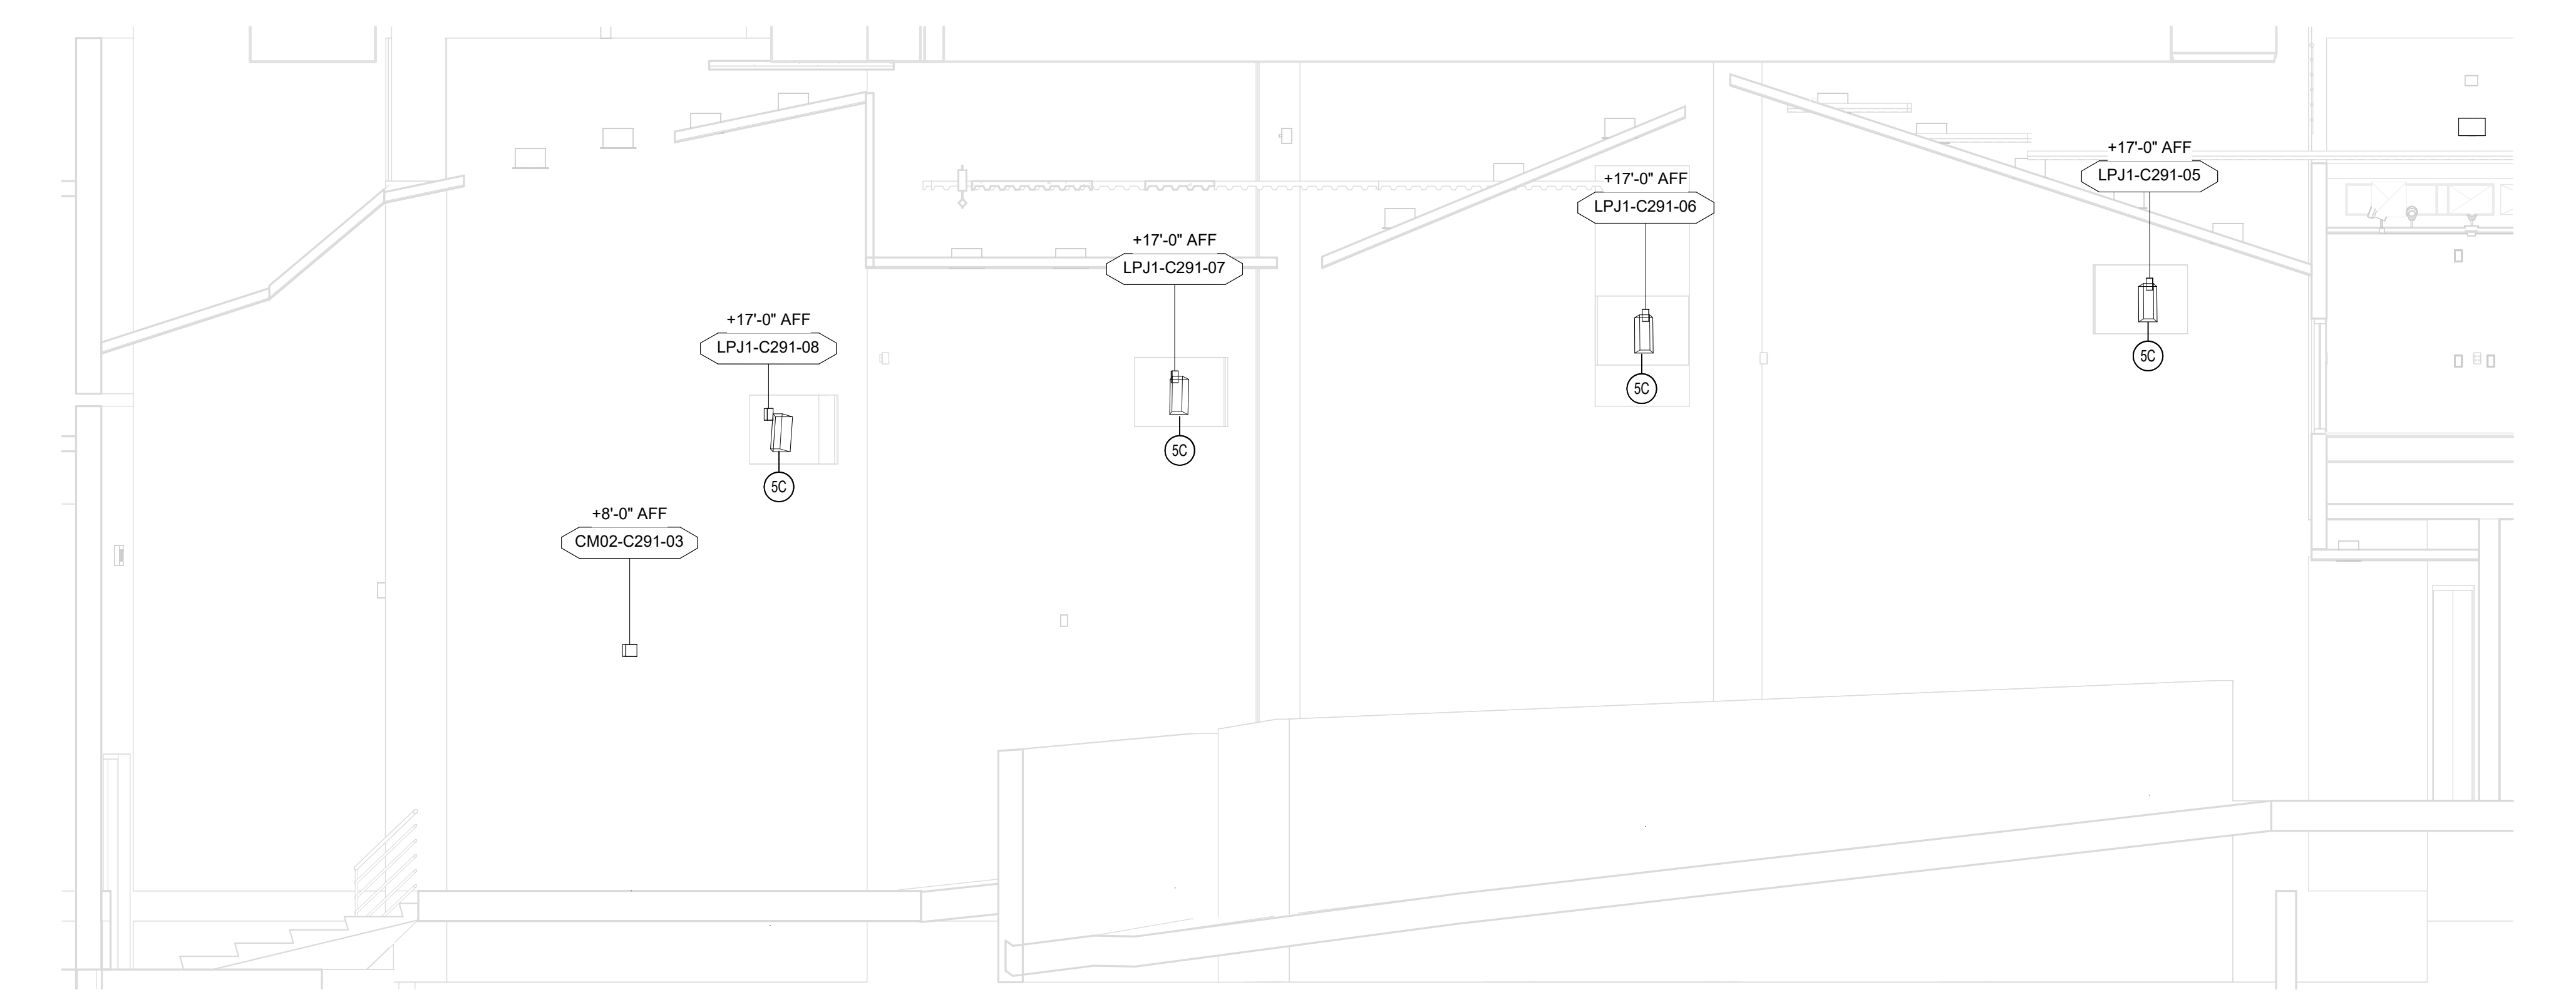 +17'-0" AFF
LPJ1-C291-05
5C
+17'-0" AFF
LPJ1-C291-06
5C
+17'-0" AFF
LPJ1-C291-07
5C
+17'-0" AFF
LPJ1-C291-08
5C
+8'-0" AFF
CM02-C291-03